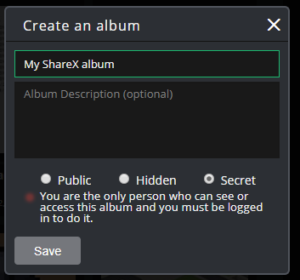 Create an album
My ShareX album
Album Description (optional)
Public Hidden Secret
You are the only person who can see or
access this album and you must be logged
in to do it.
Save